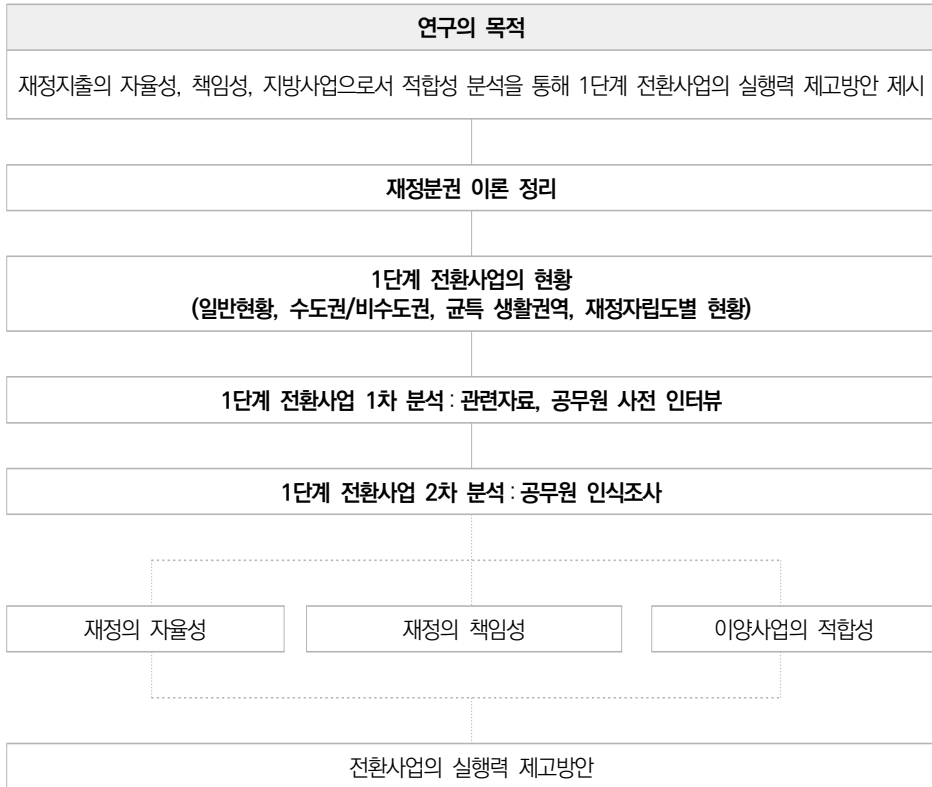 연구의 목적
재정지출의 자율성, 책임성, 지방사업으로서 적합성 분석을 통해 1단계 전환사업의 실행력 제고방안 제시
재정분권 이론 정리
1단계 전환사업의 현황
(일반현황, 수도권/비수도권, 균특 생활권역, 재정자립도별 현황)
1단계 전환사업 1차 분석 : 관련자료, 공무원 사전 인터뷰
1단계 전환사업 2차 분석 : 공무원 인식조사
재정의 자율성
재정의 책임성
이양사업의 적합성
전환사업의 실행력 제고방안